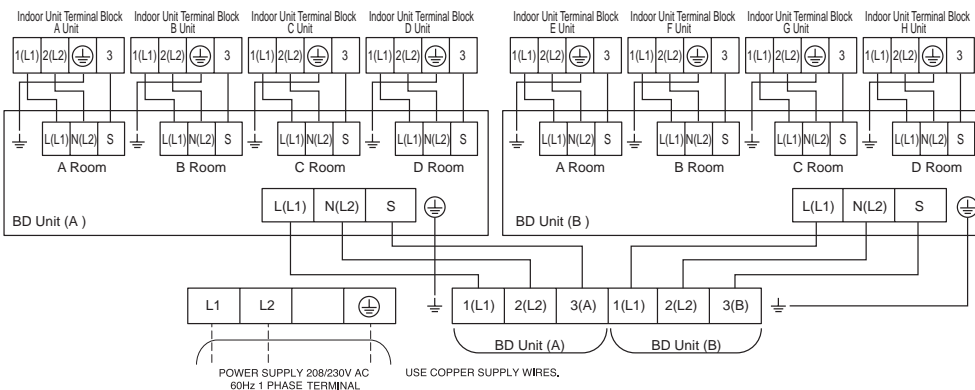 Indoor Unit Terminal Block Indoor Unit Terminal Block Indoor Unit Terminal Block Indoor Unit Terminal Block Indoor Unit Terminal Block Indoor Unit Terminal Block Indoor Unit Terminal Block Indoor Unit Terminal Block
A Unit B Unit C Unit D Unit E Unit F Unit G Unit H Unit
1(L1) 2(L2) 3 1(L1) 2(L2) 3 1(L1) 2(L2) 3 1(L1) 2(L2) 3 1(L1) 2(L2) 3 1(L1) 2(L2) 3 1(L1) 2(L2) 3 1(L1) 2(L2) 3
L(L1) N(L2) S L(L1) N(L2) S L(L1) N(L2) S L(L1) N(L2) S L(L1) N(L2) S L(L1) N(L2) S L(L1) N(L2) S L(L1) N(L2) S
A Room B Room C Room D Room A Room B Room C Room D Room
L(L1) N(L2) S L(L1) N(L2) S
BD Unit (A ) BD Unit (B )
L1 L2 1(L1) 2(L2) 3(A) 1(L1) 2(L2) 3(B)
BD Unit (A) BD Unit (B)
POWER SUPPLY 208/230V AC USE COPPER SUPPLY WIRES.
60Hz 1 PHASE TERMINAL